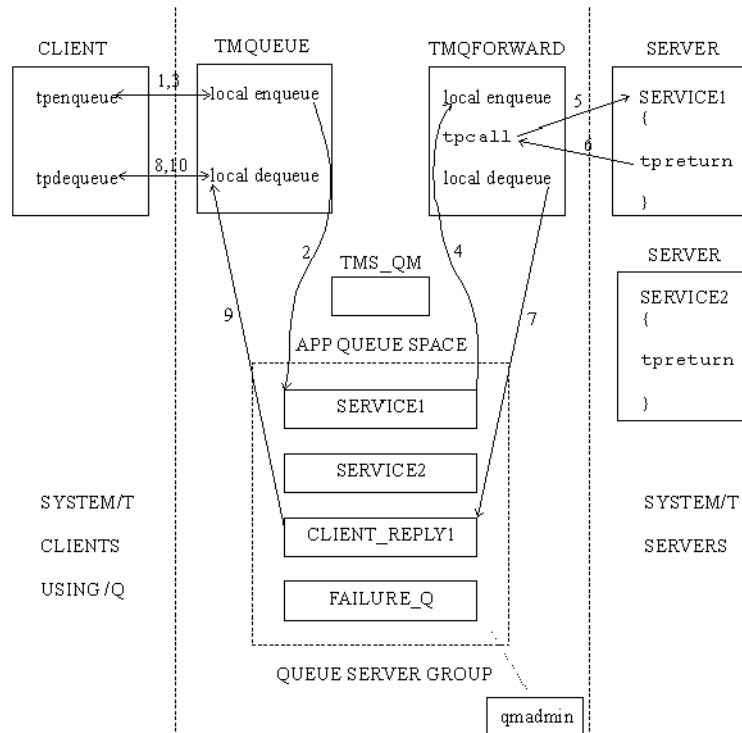 CLIENT
TMQUEUE
TMQFORWARD
SERVER
tpenqueue
1,3
local enqueue
local enqueue
5
SERVICE1
{
tpcall
6
tpreturn
tpdequeue
8,10
local dequeue
local dequeue
}
2
TMS_QM
4
SERVER
9
7
SERVICE2
{
APP QUEUE SPACE
tpreturn
SERVICE1
}
SERVICE2
SYSTEM/T
CLIENTS
USING /Q
CLIENT_REPLY1
SYSTEM/T
SERVERS
FAILURE_Q
QUEUE SERVER GROUP
qmadmin